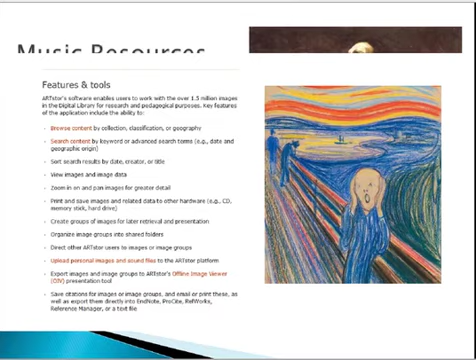 Music Resources
Features & tools
ARTstor's software enables users to work with the over 1.5 million images
in the Digital Library for research and pedagogical purposes. Key features
of the application include the ability to:
- Browse content by collection, classification, or geography
- Search content by keyword or advanced search terms (e.g., date and
geographic origin)
- Sort search results by date, creator, or title
- View images and image data
- Zoom in on and pan images for greater detail
- Print and save images and related data to other hardware (e.g., CD,
memory stick, hard drive)
- Create groups of images for later retrieval and presentation
- Organize image groups into shared folders
- Direct other ARTstor users to images or image groups
- Upload personal images and sound files to the ARTstor platform
- Export images and image groups to ARTstor's Offline Image Viewer
(OIV) presentation tool
- Save citations for images or image groups, and email or print these, as
well as export them directly into EndNote, ProCite, RefWorks,
Reference Manager, or a text file